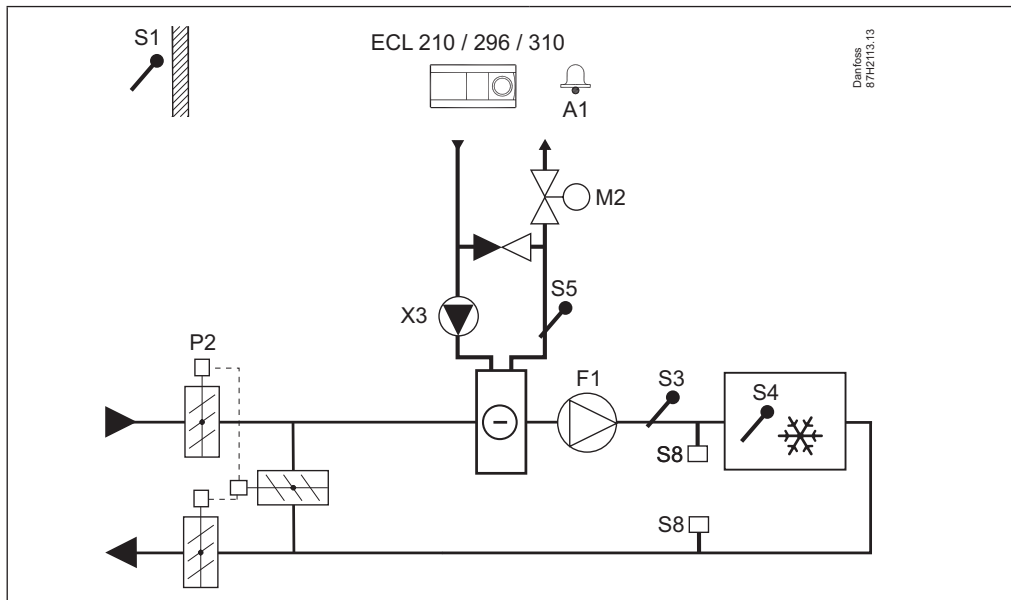 S1
ECL 210 / 296 / 310
A1
Danfoss
87H2113.13
M2
S5
X3
P2
F1
S3
S4
S8
S8